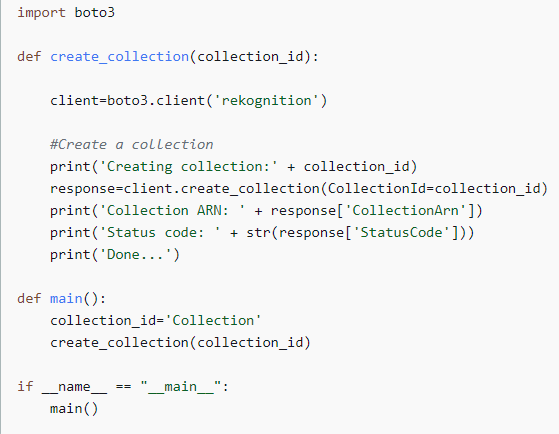 import boto3
def create_collection(collection_id):
    client=boto3.client('rekognition')
    #Create a collection
    print('Creating collection:' + collection_id)
    response=client.create_collection(CollectionId=collection_id)
    print('Collection ARN: ' + response['CollectionArn'])
    print('Status code: ' + str(response['StatusCode']))
    print('Done...')
def main():
    collection_id='Collection'
    create_collection(collection_id)
if __name__ == "__main__":
    main()